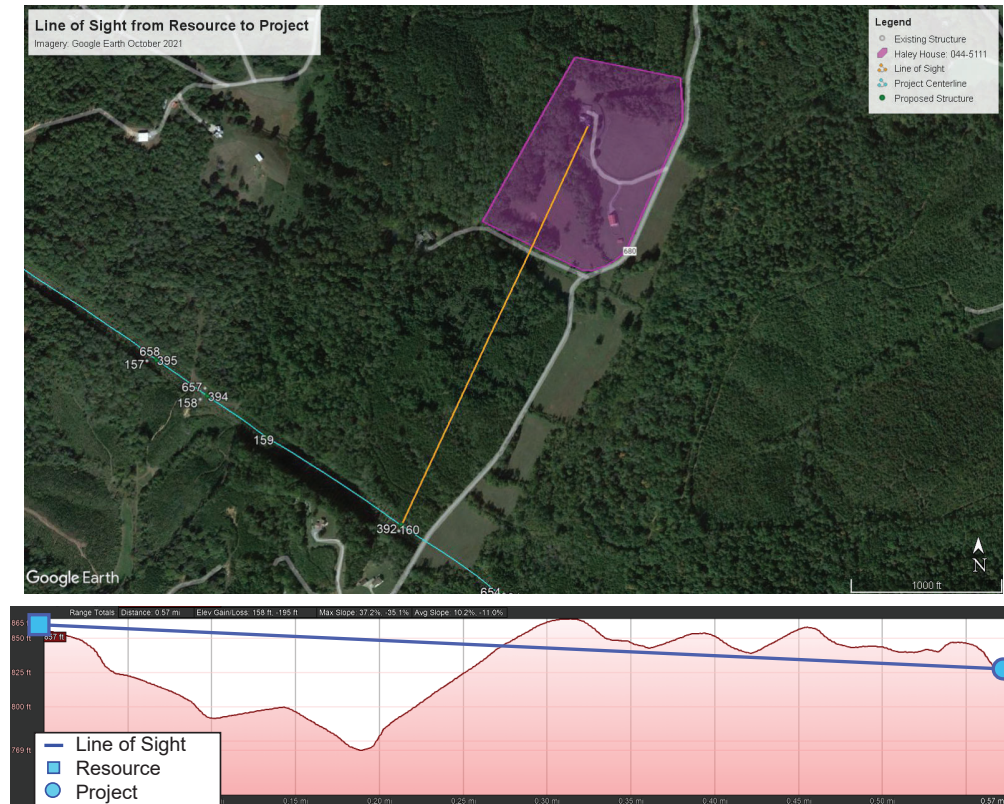 Line of Sight from Resource to Project
Imagery: Google Earth October 2021
Legend
Existing Structure
Haley House: 044-5111
Line of Sight
Project Centerline
Proposed Structure
680
658
157
395
657
394
158
159
392
160
654
Google Earth
N
1000 ft
Range Totals Distance: 0.57 mi Elev Gain/Loss: 158 ft, -195 ft Max Slope: 37.2%, -35.1% Avg Slope: 10.2%, -11.0%
865
857 ft
850 ft
825 ft
800 ft
769 ft
Line of Sight
Resource
Project
0.15 mi 0.20 mi 0.25 mi 0.30 mi 0.35 mi 0.40 mi 0.45 mi 0.50 mi 0.57 mi